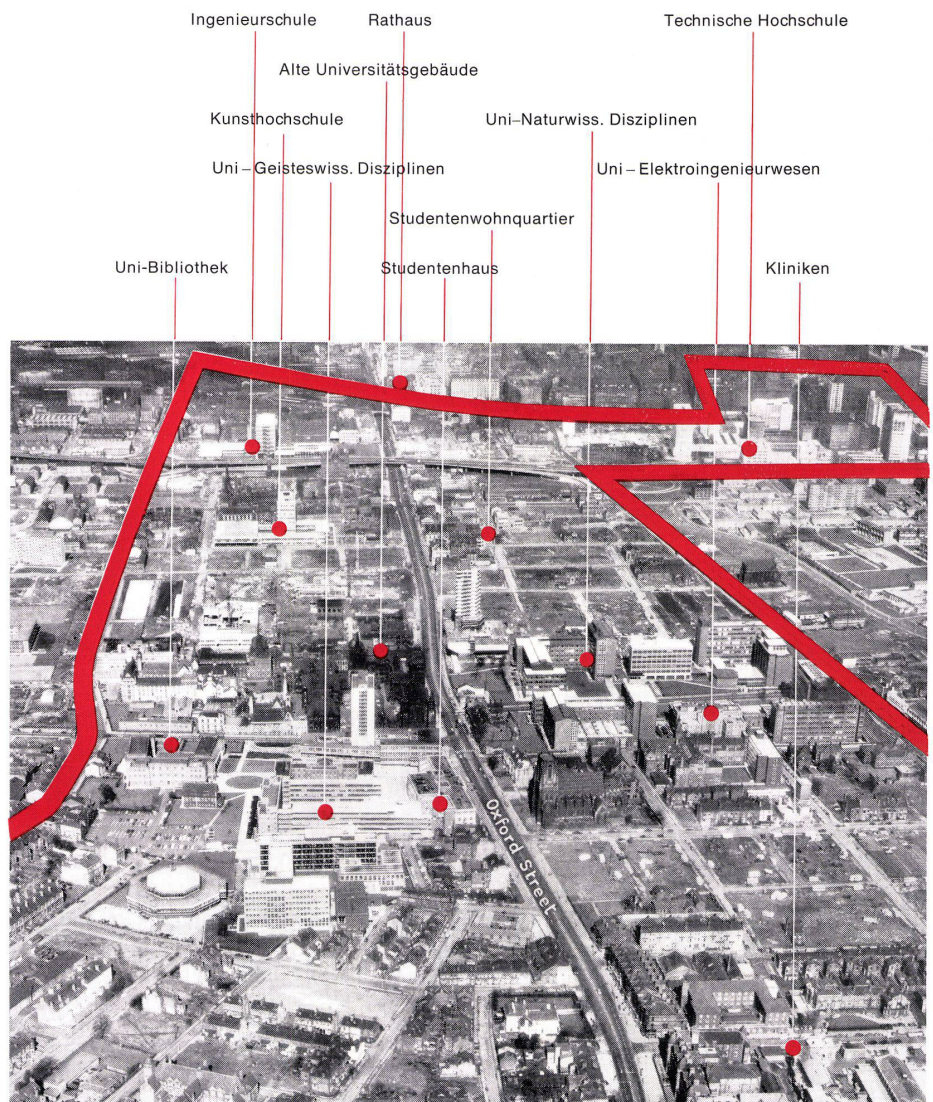 Ingenieurschule
Rathaus
Technische Hochschule
Alte Universitätsgebäude
Kunsthochschule
Uni–Naturwiss. Disziplinen
Uni – Geisteswiss. Disziplinen
Uni – Elektroingenieurwesen
Studentenwohnquartier
Uni-Bibliothek
Studentenhaus
Kliniken
Oxford Street